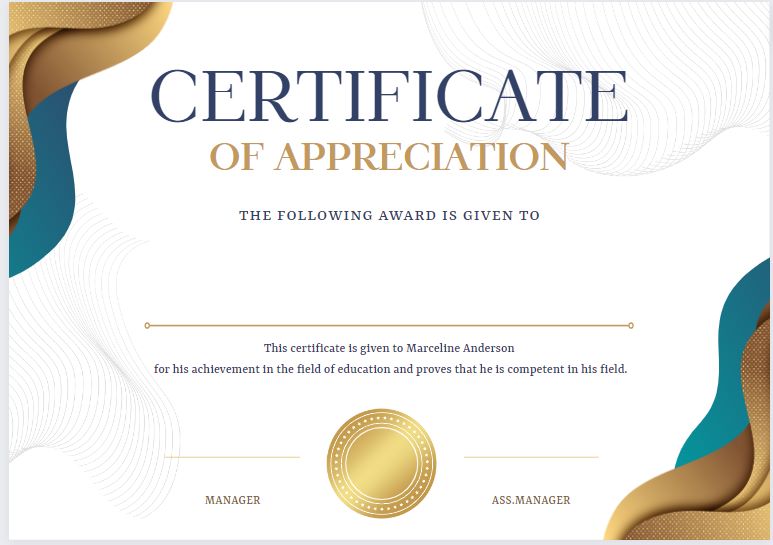 CERTIFICATE
OF APPRECIATION
THE FOLLOWING AWARD IS GIVEN TO
This certificate is given to Marceline Anderson
for his achievement in the field of education and proves that he is competent in his field.
MANAGER
ASS.MANAGER